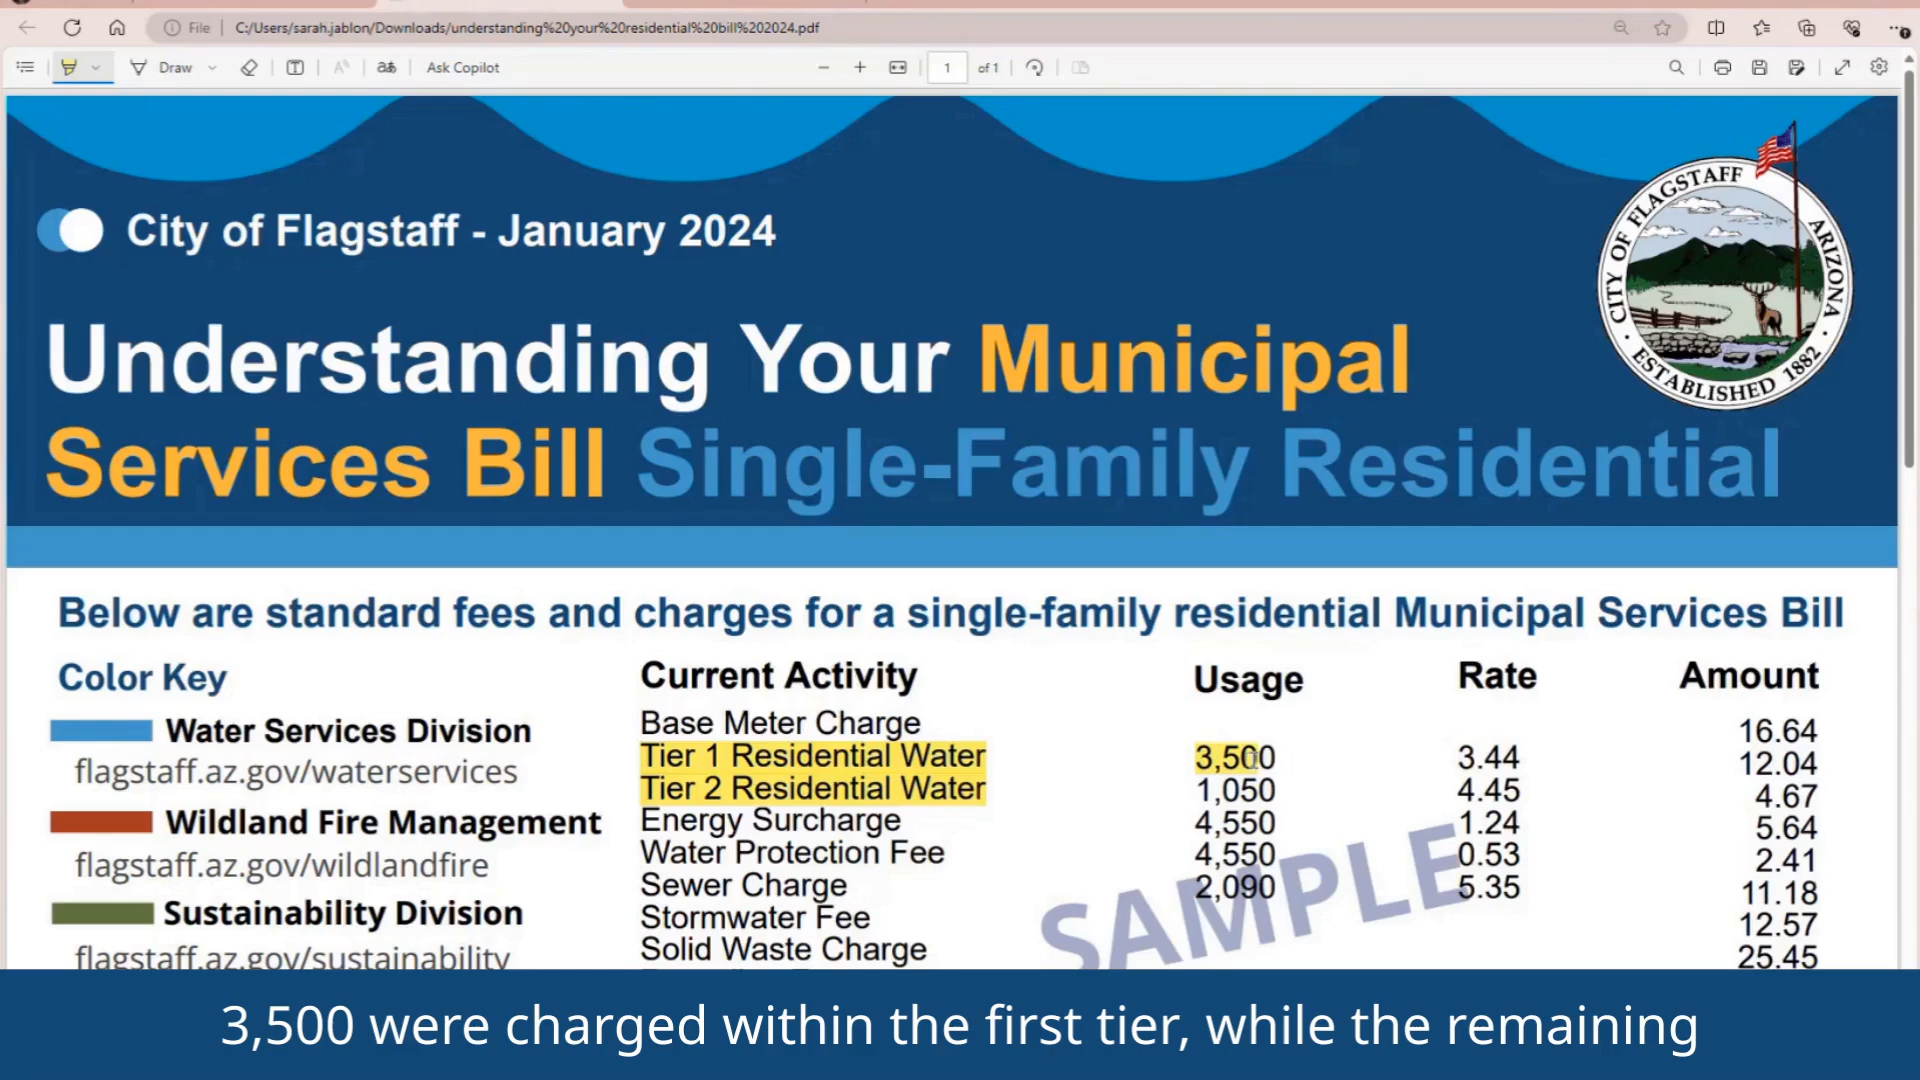 File
C:/Users/sarah.jablon/Downloads/understanding%20your%20residential%20bill%202024.pdf
Draw
aあ
Ask Copilot
1
of 1
City of Flagstaff - January 2024
CITY OF FLAGSTAFF ARIZONA
· ESTABLISHED 1882 ·
Understanding Your Municipal
Services Bill Single-Family Residential
Below are standard fees and charges for a single-family residential Municipal Services Bill
Color Key
Water Services Division
flagstaff.az.gov/waterservices
Wildland Fire Management
flagstaff.az.gov/wildlandfire
Sustainability Division
flagstaff.az.gov/sustainability
Current Activity Usage Rate Amount
Base Meter Charge 16.64
Tier 1 Residential Water 3,500 3.44 12.04
Tier 2 Residential Water 1,050 4.45 4.67
Energy Surcharge 4,550 1.24 5.64
Water Protection Fee 4,550 0.53 2.41
Sewer Charge 2,090 5.35 11.18
Stormwater Fee 12.57
Solid Waste Charge 25.45
SAMPLE
3,500 were charged within the first tier, while the remaining